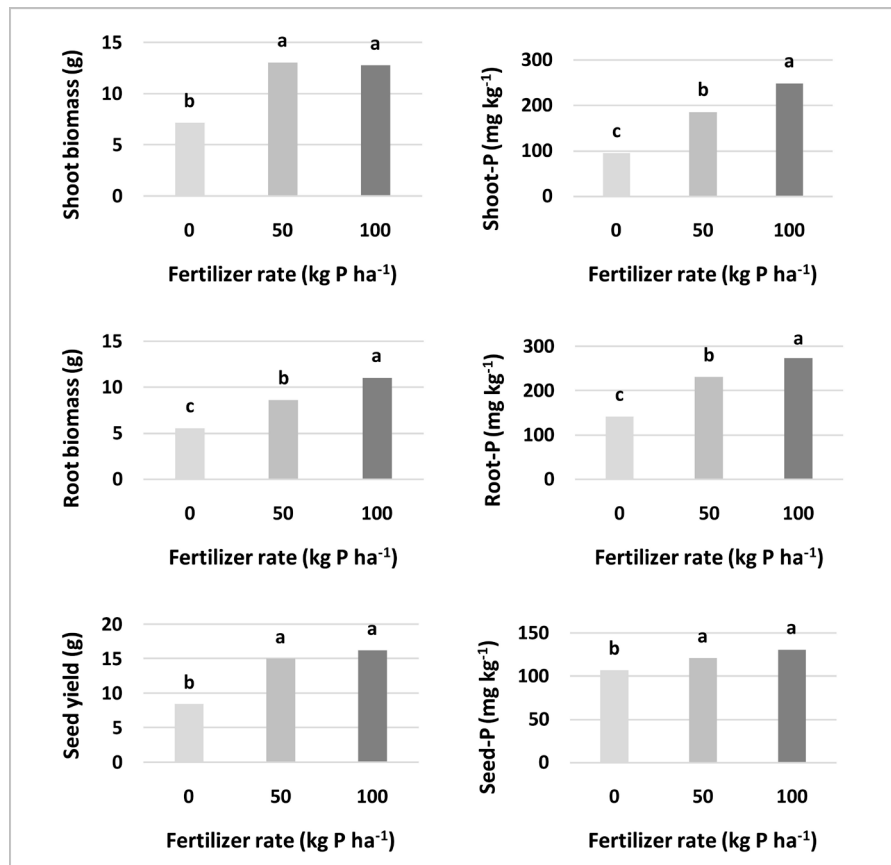 Shoot biomass (g)
15
10
5
0
b
a
a
0 50 100
Fertilizer rate (kg P ha⁻¹)
Shoot-P (mg kg⁻¹)
300
200
100
0
c
b
a
0 50 100
Fertilizer rate (kg P ha⁻¹)
Root biomass (g)
15
10
5
0
c
b
a
0 50 100
Fertilizer rate (kg P ha⁻¹)
Root-P (mg kg⁻¹)
300
200
100
0
c
b
a
0 50 100
Fertilizer rate (kg P ha⁻¹)
Seed yield (g)
20
15
10
5
0
b
a
a
0 50 100
Fertilizer rate (kg P ha⁻¹)
Seed-P (mg kg⁻¹)
150
100
50
0
b
a
a
0 50 100
Fertilizer rate (kg P ha⁻¹)